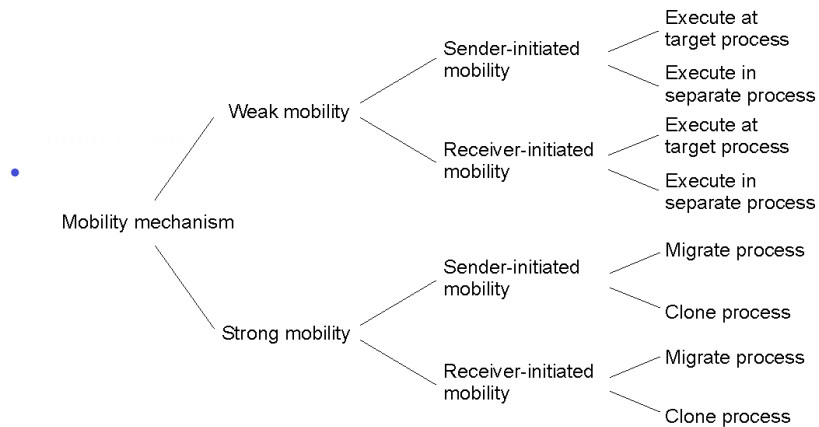 Execute at
target process
Sender-initiated
mobility
Execute in
separate process
Weak mobility
Execute at
target process
Receiver-initiated
mobility
Execute in
separate process
Mobility mechanism
Migrate process
Sender-initiated
mobility
Clone process
Strong mobility
Migrate process
Receiver-initiated
mobility
Clone process